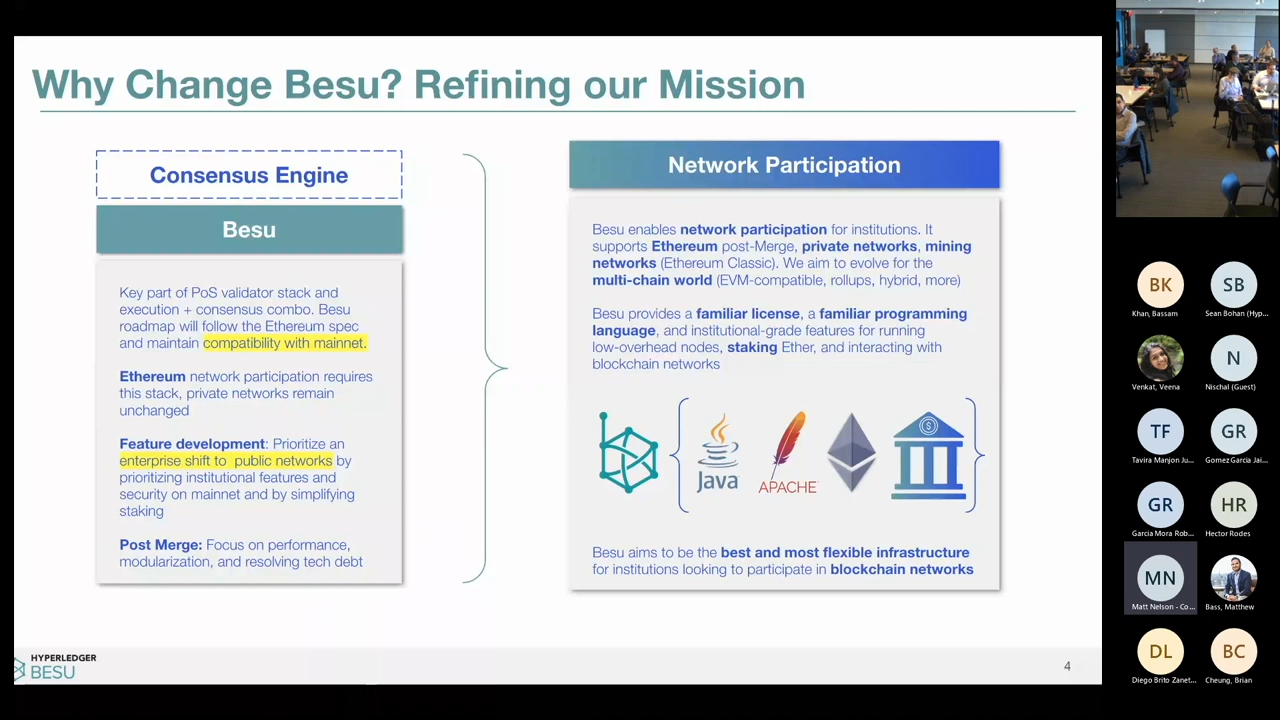 Why Change Besu? Refining our Mission
Consensus Engine
Besu
Key part of PoS validator stack and
execution + consensus combo. Besu
roadmap will follow the Ethereum spec
and maintain compatibility with mainnet.
Ethereum network participation requires
this stack, private networks remain
unchanged
Feature development: Prioritize an
enterprise shift to  public networks by
prioritizing institutional features and
security on mainnet and by simplifying
staking
Post Merge: Focus on performance,
modularization, and resolving tech debt
Network Participation
Besu enables network participation for institutions. It
supports Ethereum post-Merge, private networks, mining
networks (Ethereum Classic). We aim to evolve for the
multi-chain world (EVM-compatible, rollups, hybrid, more)
Besu provides a familiar license, a familiar programming
language, and institutional-grade features for running
low-overhead nodes, staking Ether, and interacting with
blockchain networks
Java
APACHE
Besu aims to be the best and most flexible infrastructure
for institutions looking to participate in blockchain networks
HYPERLEDGER
BESU
4
BK
Khan, Bassam
SB
Sean Bohan (Hyp...
Venkat, Veena
N
Nischal (Guest)
TF
Tavira Manjon Ju...
GR
Gomez Garcia Jai...
GR
Garcia Mora Rob...
HR
Hector Rodes
MN
Matt Nelson - Co...
Bass, Matthew
DL
Diego Brito Zanet...
BC
Cheung, Brian